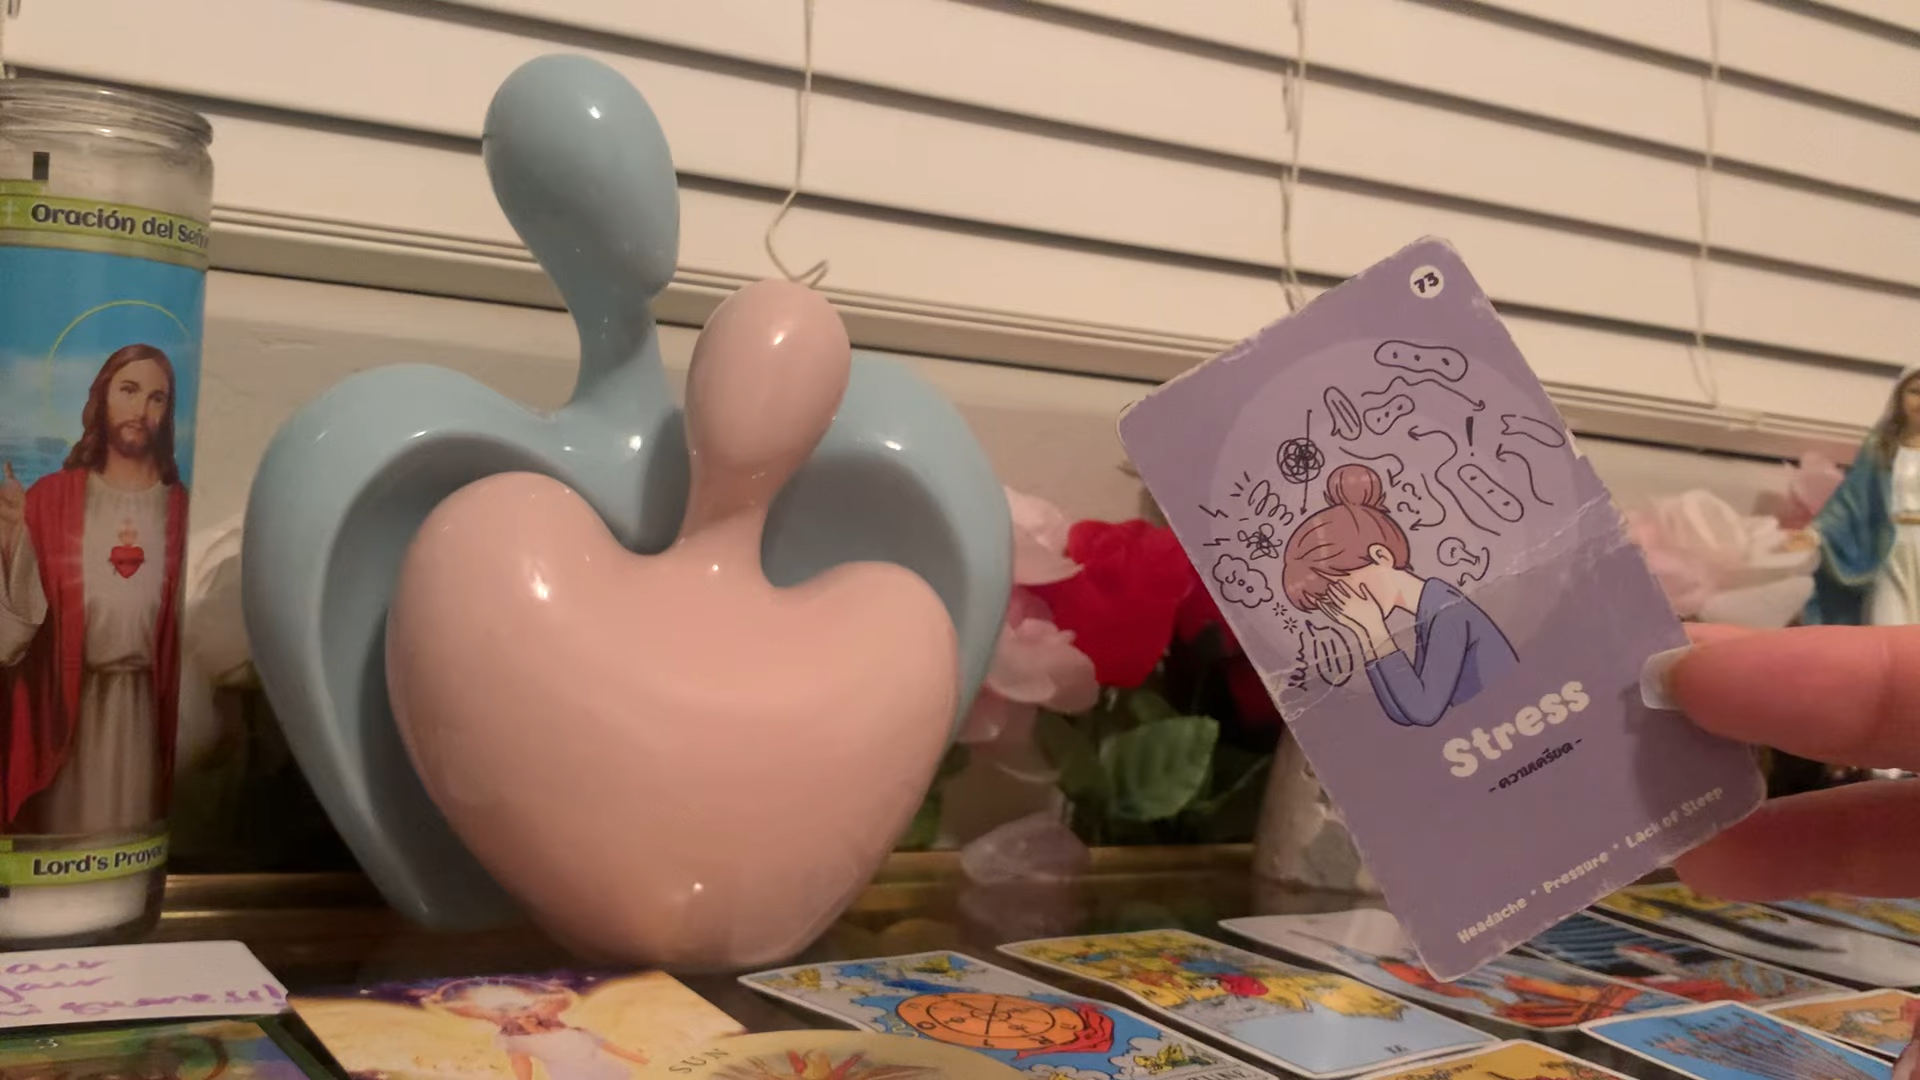 Oración del Señ
Lord's Praye
73
Stress
- ความเครียด -
Headache * Pressure * Lack of Sleep
SUN